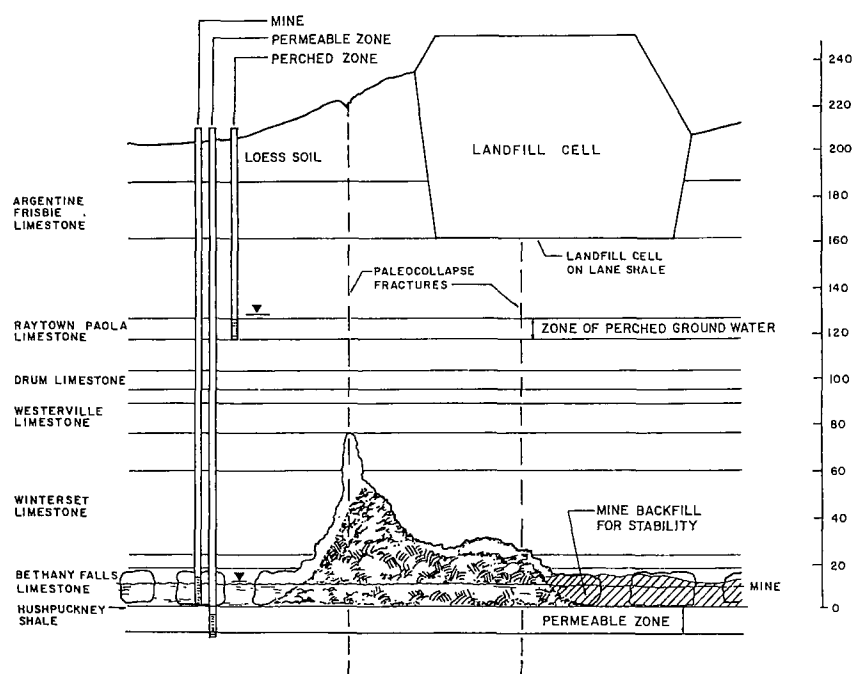 MINE
PERMEABLE ZONE
PERCHED ZONE
240
220
LOESS SOIL
LANDFILL CELL
200
180
ARGENTINE
FRISBIE
LIMESTONE
160
LANDFILL CELL
ON LANE SHALE
PALEOCOLLAPSE
FRACTURES
140
RAYTOWN PAOLA
LIMESTONE
ZONE OF PERCHED GROUND WATER
120
DRUM LIMESTONE
100
WESTERVILLE
LIMESTONE
80
60
WINTERSET
LIMESTONE
MINE BACKFILL
FOR STABILITY
40
20
BETHANY FALLS
LIMESTONE
MINE
0
HUSHPUCKNEY
SHALE
PERMEABLE ZONE